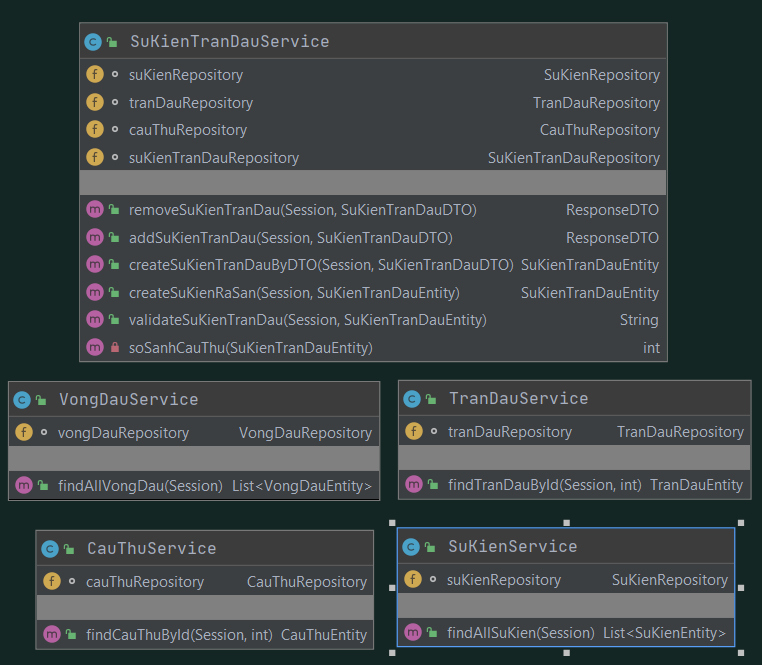 SuKienTranDauService
suKienRepository SuKienRepository
tranDauRepository TranDauRepository
cauThuRepository CauThuRepository
suKienTranDauRepository SuKienTranDauRepository
removeSuKienTranDau(Session, SuKienTranDauDTO) ResponseDTO
addSuKienTranDau(Session, SuKienTranDauDTO) ResponseDTO
createSuKienTranDauByDTO(Session, SuKienTranDauDTO) SuKienTranDauEntity
createSuKienRaSan(Session, SuKienTranDauEntity) SuKienTranDauEntity
validateSuKienTranDau(Session, SuKienTranDauEntity) String
soSanhCauThu(SuKienTranDauEntity) int
VongDauService
vongDauRepository VongDauRepository
findAllVongDau(Session) List<VongDauEntity>
TranDauService
tranDauRepository TranDauRepository
findTranDauById(Session, int) TranDauEntity
CauThuService
cauThuRepository CauThuRepository
findCauThuById(Session, int) CauThuEntity
SuKienService
suKienRepository SuKienRepository
findAllSuKien(Session) List<SuKienEntity>